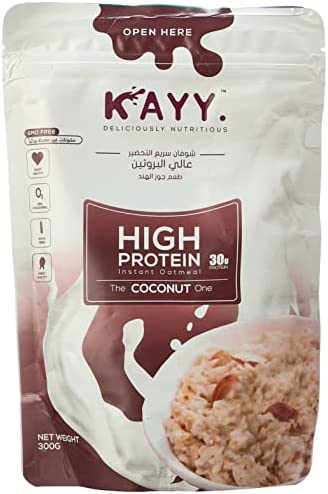 OPEN HERE
KAYY.™
DELICIOUSLY NUTRITIOUS
GMO FREE
شوفان سريع التحضير
عالي البروتين
طعم جوز الهند
HIGH
PROTEIN 30g
PROTEIN
Instant Oatmeal
The COCONUT One
NET WEIGHT
300G